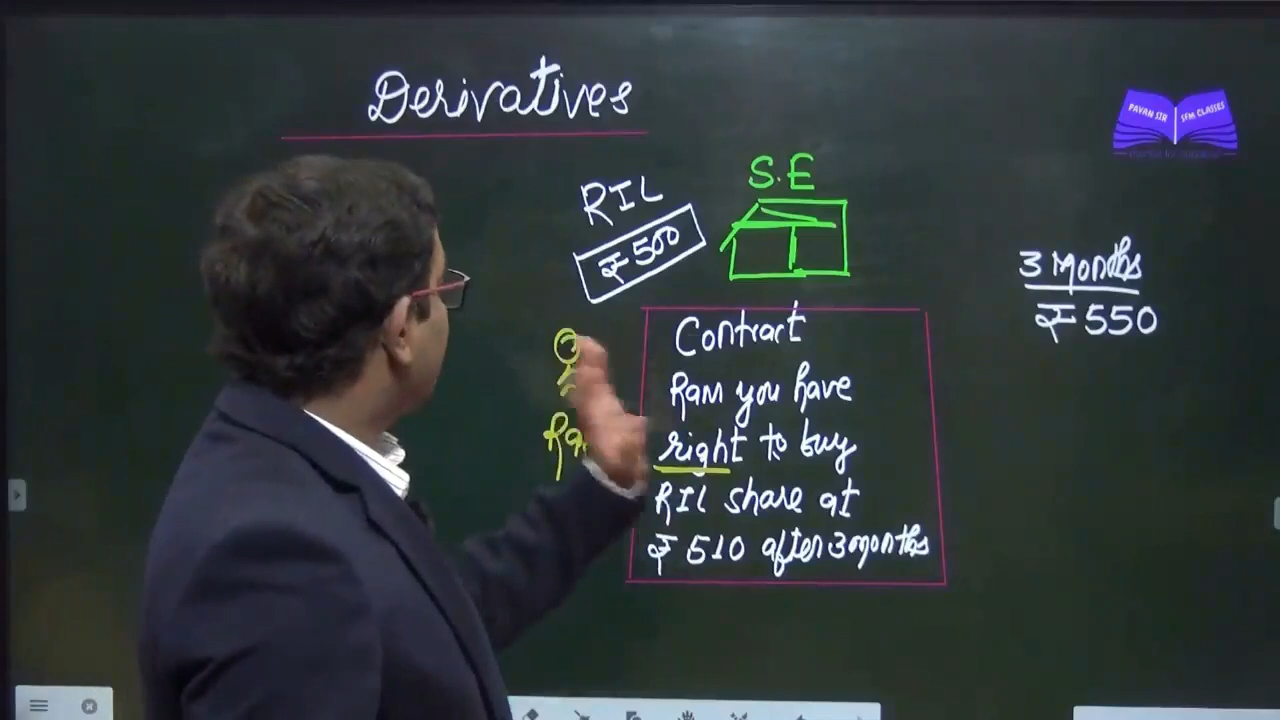 Derivatives
PAVAN SIR SFM CLASSES
S.E
RIL
₹ 500
3 Months
₹ 550
Contract
Ram you have
right to buy
RIL share at
₹ 510 after 3 months